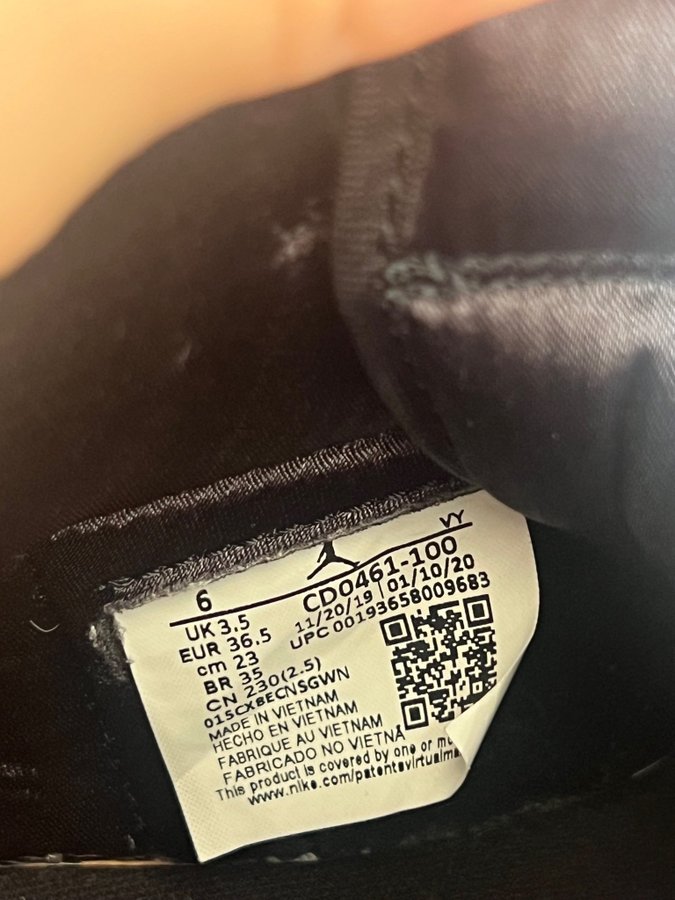 VY
6 CD0461-100
UK 3.5 11/20/19 | 01/10/20
EUR 36.5 UPC 00193658009683
cm 23
BR 35
CN 230(2.5)
015CXBECNSGWN
MADE IN VIETNAM
HECHO EN VIETNAM
FABRIQUE AU VIETNAM
FABRICADO NO VIETNÃ
This product is covered by one or
www.nike.com/patentsvirtualma